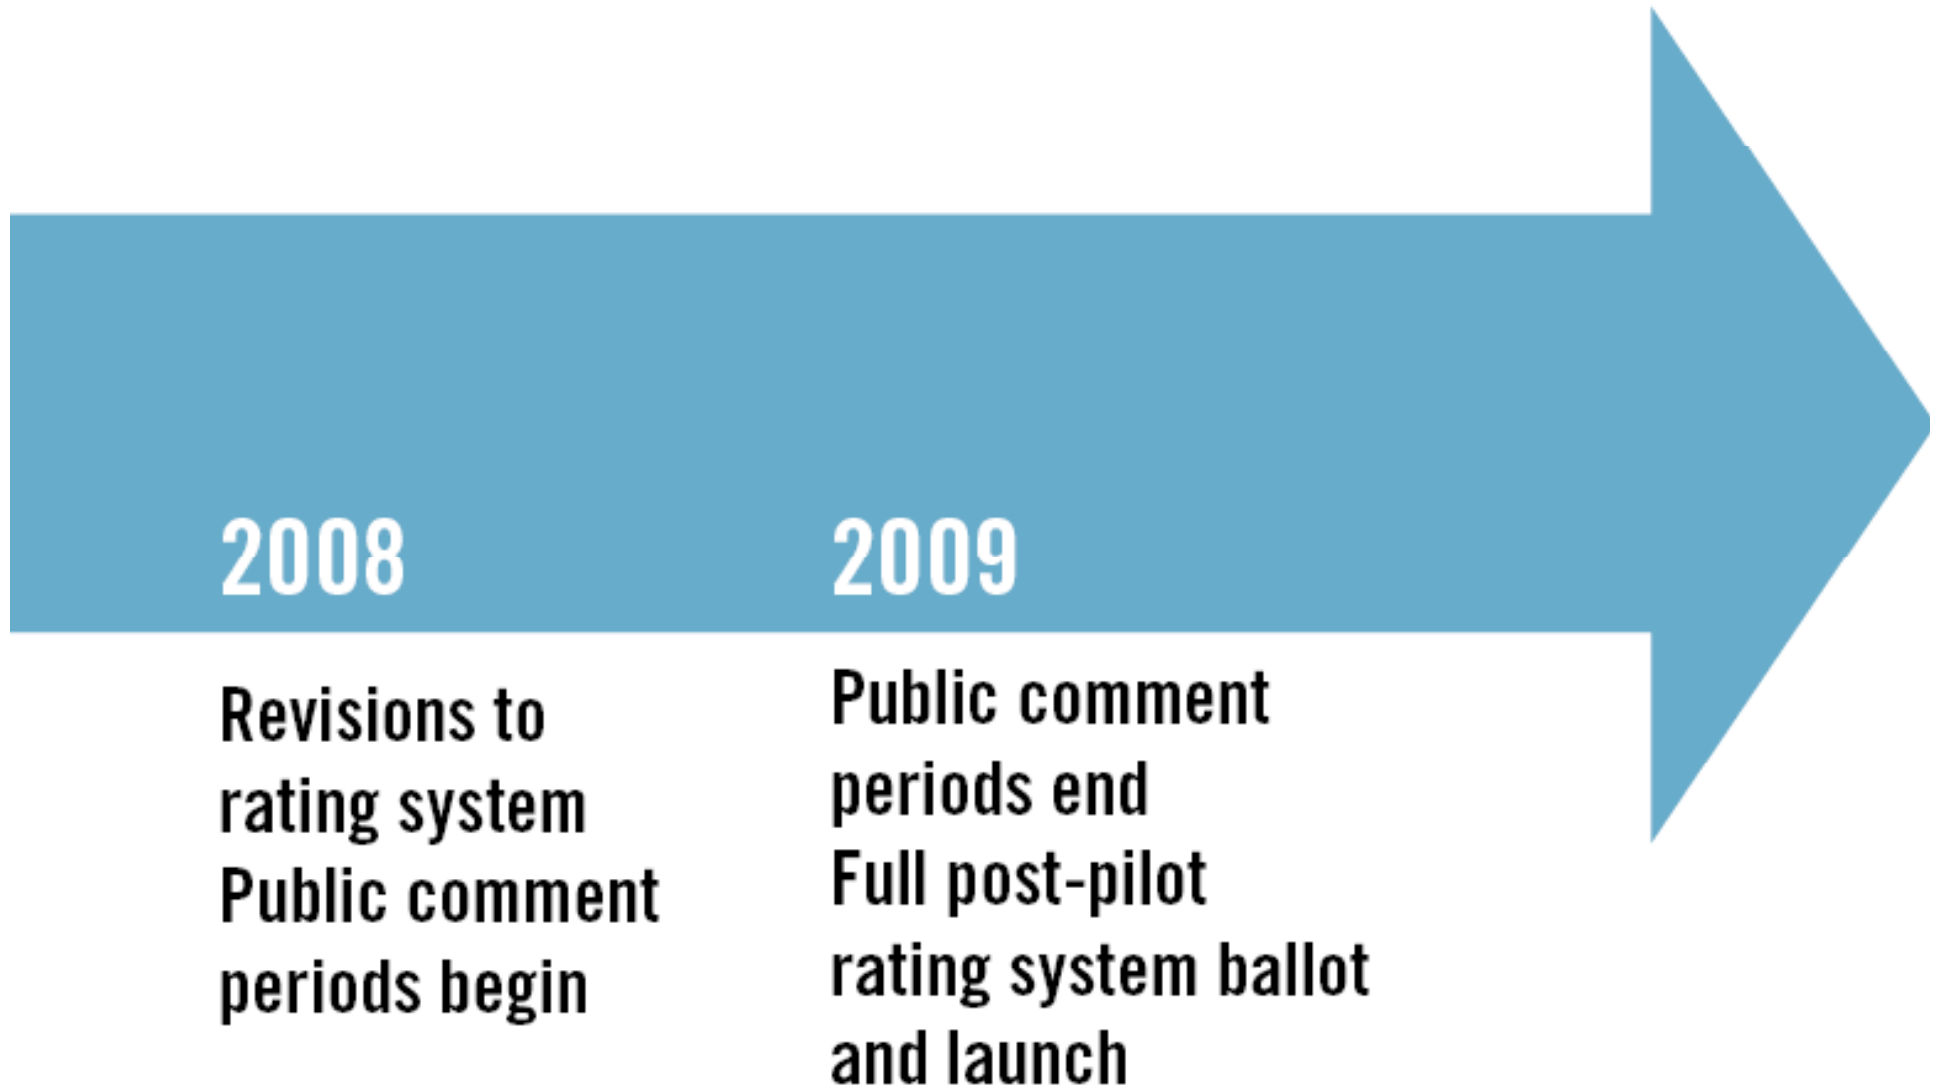 2008
Revisions to
rating system
Public comment
periods begin
2009
Public comment
periods end
Full post-pilot
rating system ballot
and launch